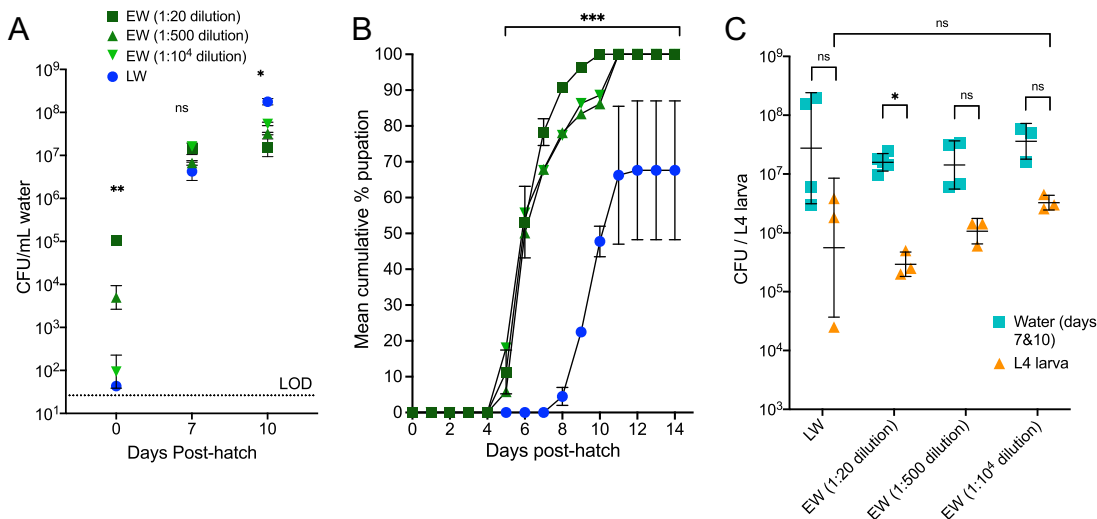 A
EW (1:20 dilution)
EW (1:500 dilution)
EW (1:10⁴ dilution)
LW
CFU/mL water
10⁹
10⁸
10⁷
10⁶
10⁵
10⁴
10³
10²
10¹
**
ns
*
LOD
0
7
10
Days Post-hatch
B
Mean cumulative % pupation
100
90
80
70
60
50
40
30
20
10
0
***
0
2
4
6
8
10
12
14
Days post-hatch
C
CFU / L4 larva
10⁹
10⁸
10⁷
10⁶
10⁵
10⁴
10³
ns
ns
*
ns
ns
Water (days
7&10)
L4 larva
LW
EW (1:20 dilution)
EW (1:500 dilution)
EW (1:10⁴ dilution)